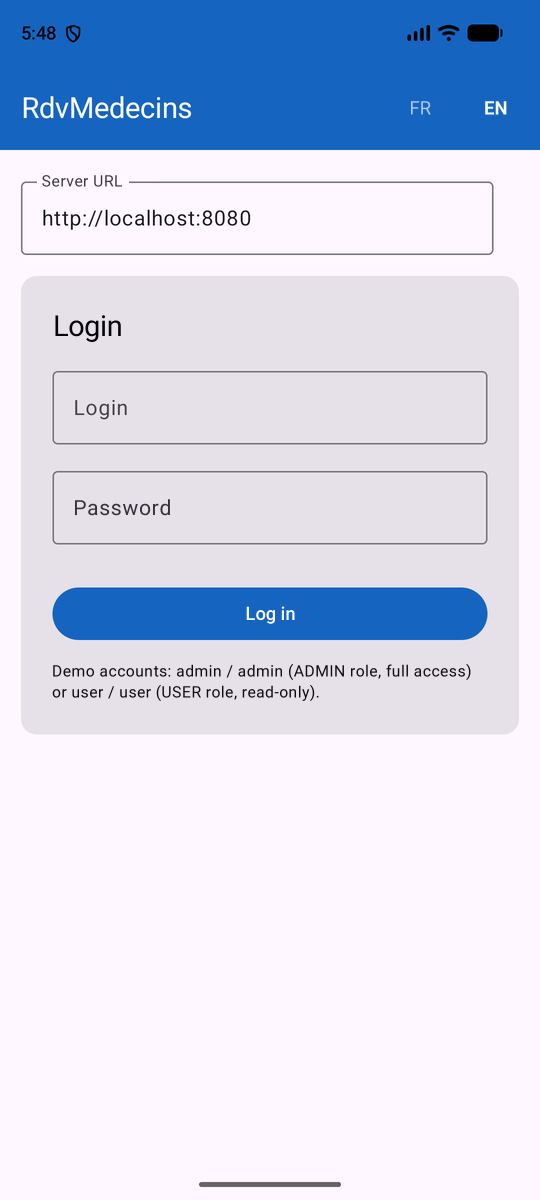 5:48
RdvMedecins
FR
EN
Server URL
http://localhost:8080
Login
Login
Password
Log in
Demo accounts: admin / admin (ADMIN role, full access)
or user / user (USER role, read-only).